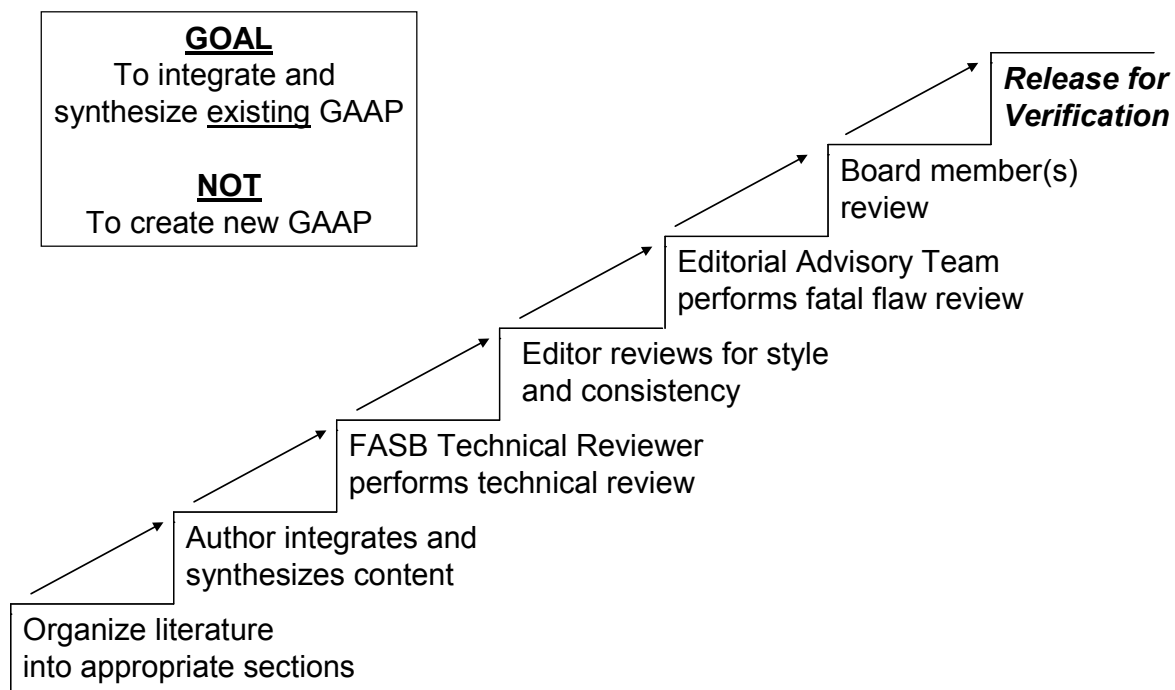 GOAL
To integrate and
synthesize existing GAAP
NOT
To create new GAAP
Release for
Verification
Board member(s)
review
Editorial Advisory Team
performs fatal flaw review
Editor reviews for style
and consistency
FASB Technical Reviewer
performs technical review
Author integrates and
synthesizes content
Organize literature
into appropriate sections